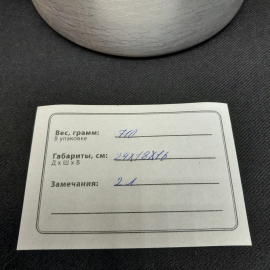 Вес, грамм: 710
В упаковке
Габариты, см: 24x18x16
Д х Ш х В
Замечания: 2 л